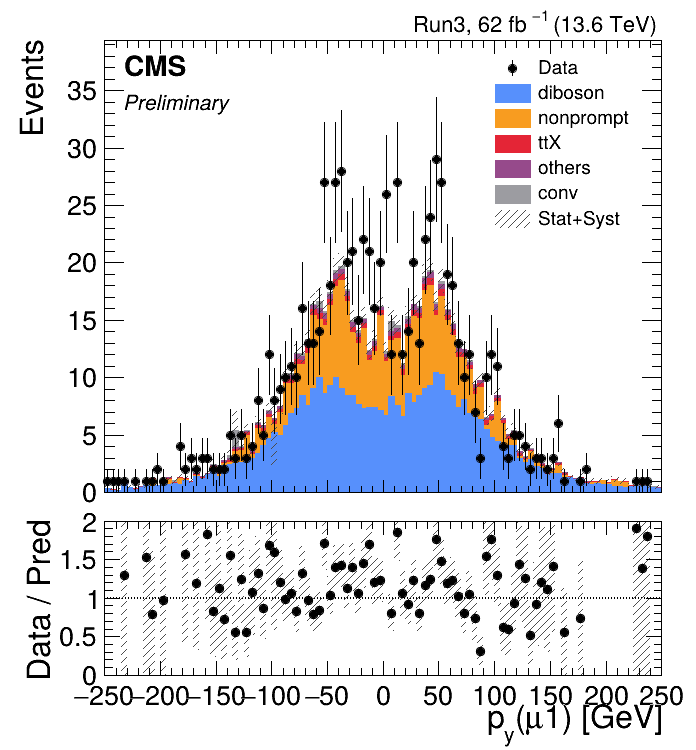 Run3, 62 fb⁻¹ (13.6 TeV)
Events
CMS
Preliminary
Data
diboson
nonprompt
ttX
others
conv
Stat+Syst
35
30
25
20
15
10
5
0
Data / Pred
2
1.5
1
0.5
0
−250 −200 −150 −100 −50 0 50 100 150 200 250
p_y(μ1) [GeV]